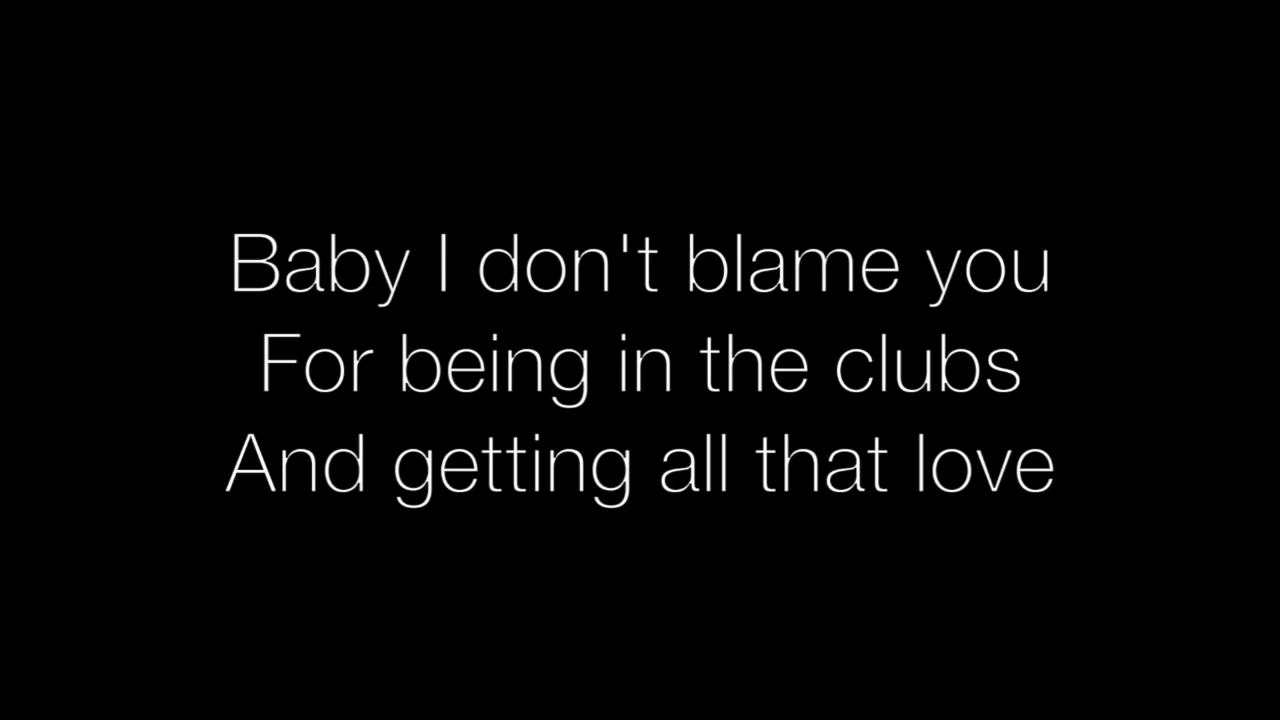 Baby I don't blame you
For being in the clubs
And getting all that love